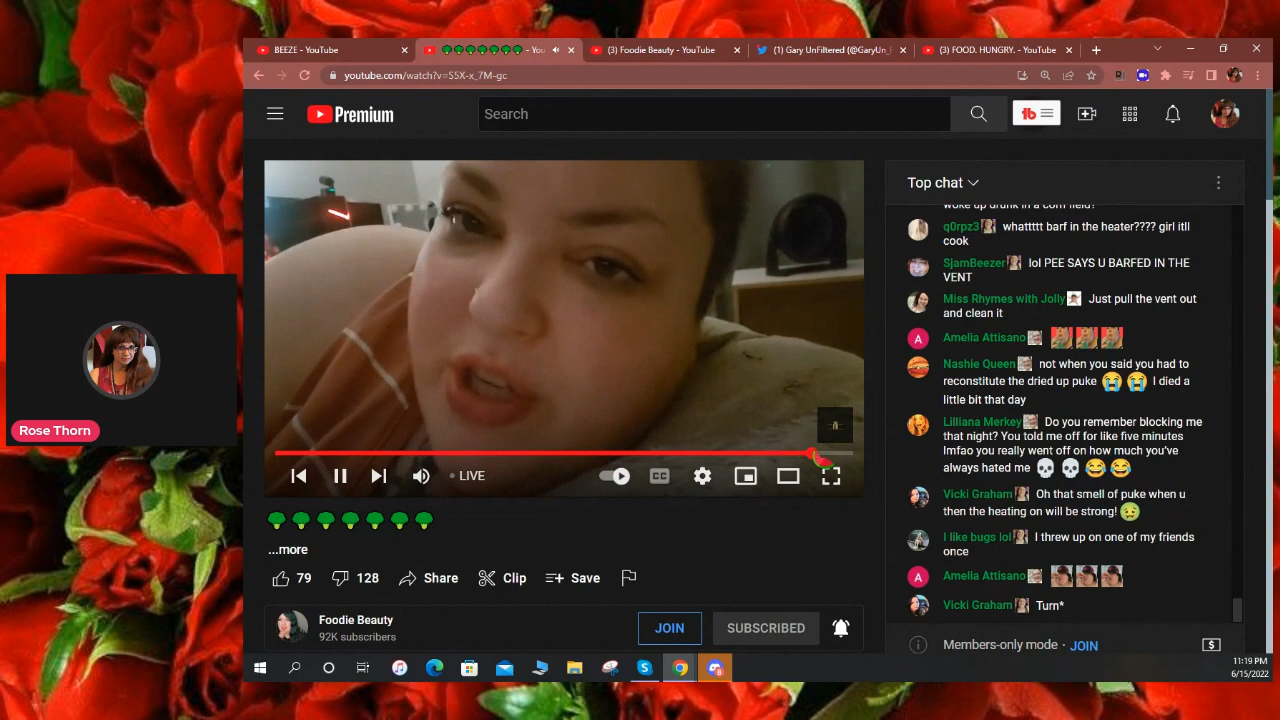 BEEZE - YouTube
🥦🥦🥦🥦🥦🥦🥦 - You
(3) Foodie Beauty - YouTube
(1) Gary UnFiltered (@GaryUn_
(3) FOOD. HUNGRY. - YouTube
youtube.com/watch?v=S5X-x_7M-gc
Premium
Search
tb
Top chat
woke up drunk in a corn field?
q0rpz3 whattttt barf in the heater???? girl itll
cook
SjamBeezer lol PEE SAYS U BARFED IN THE
VENT
Miss Rhymes with Jolly Just pull the vent out
and clean it
A Amelia Attisano
Nashie Queen not when you said you had to
reconstitute the dried up puke 😭 😭 I died a
little bit that day
Lilliana Merkey Do you remember blocking me
that night? You told me off for like five minutes
lmfao you really went off on how much you've
always hated me 💀 💀 😂 😂
Vicki Graham Oh that smell of puke when u
then the heating on will be strong! 🤢
I like bugs lol I threw up on one of my friends
once
A Amelia Attisano
Vicki Graham Turn*
Members-only mode · JOIN
LIVE
CC
🥦🥦🥦🥦🥦🥦🥦
...more
79
128
Share
Clip
Save
Foodie Beauty
92K subscribers
JOIN
SUBSCRIBED
Rose Thorn
11:19 PM
6/15/2022